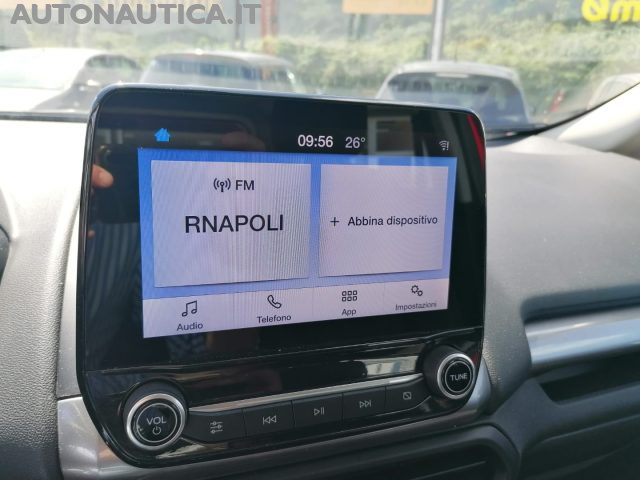 AUTONAUTICA.IT
09:56 26°
FM
RNAPOLI
+ Abbina dispositivo
Audio
Telefono
App
Impostazioni
VOL
TUNE